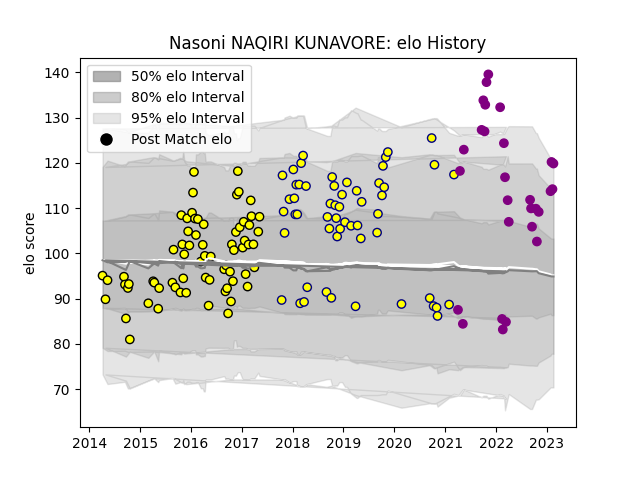 Nasoni NAQIRI KUNAVORE: elo History
50% elo Interval
80% elo Interval
95% elo Interval
Post Match elo
elo score
140
130
120
110
100
90
80
70
2014 2015 2016 2017 2018 2019 2020 2021 2022 2023